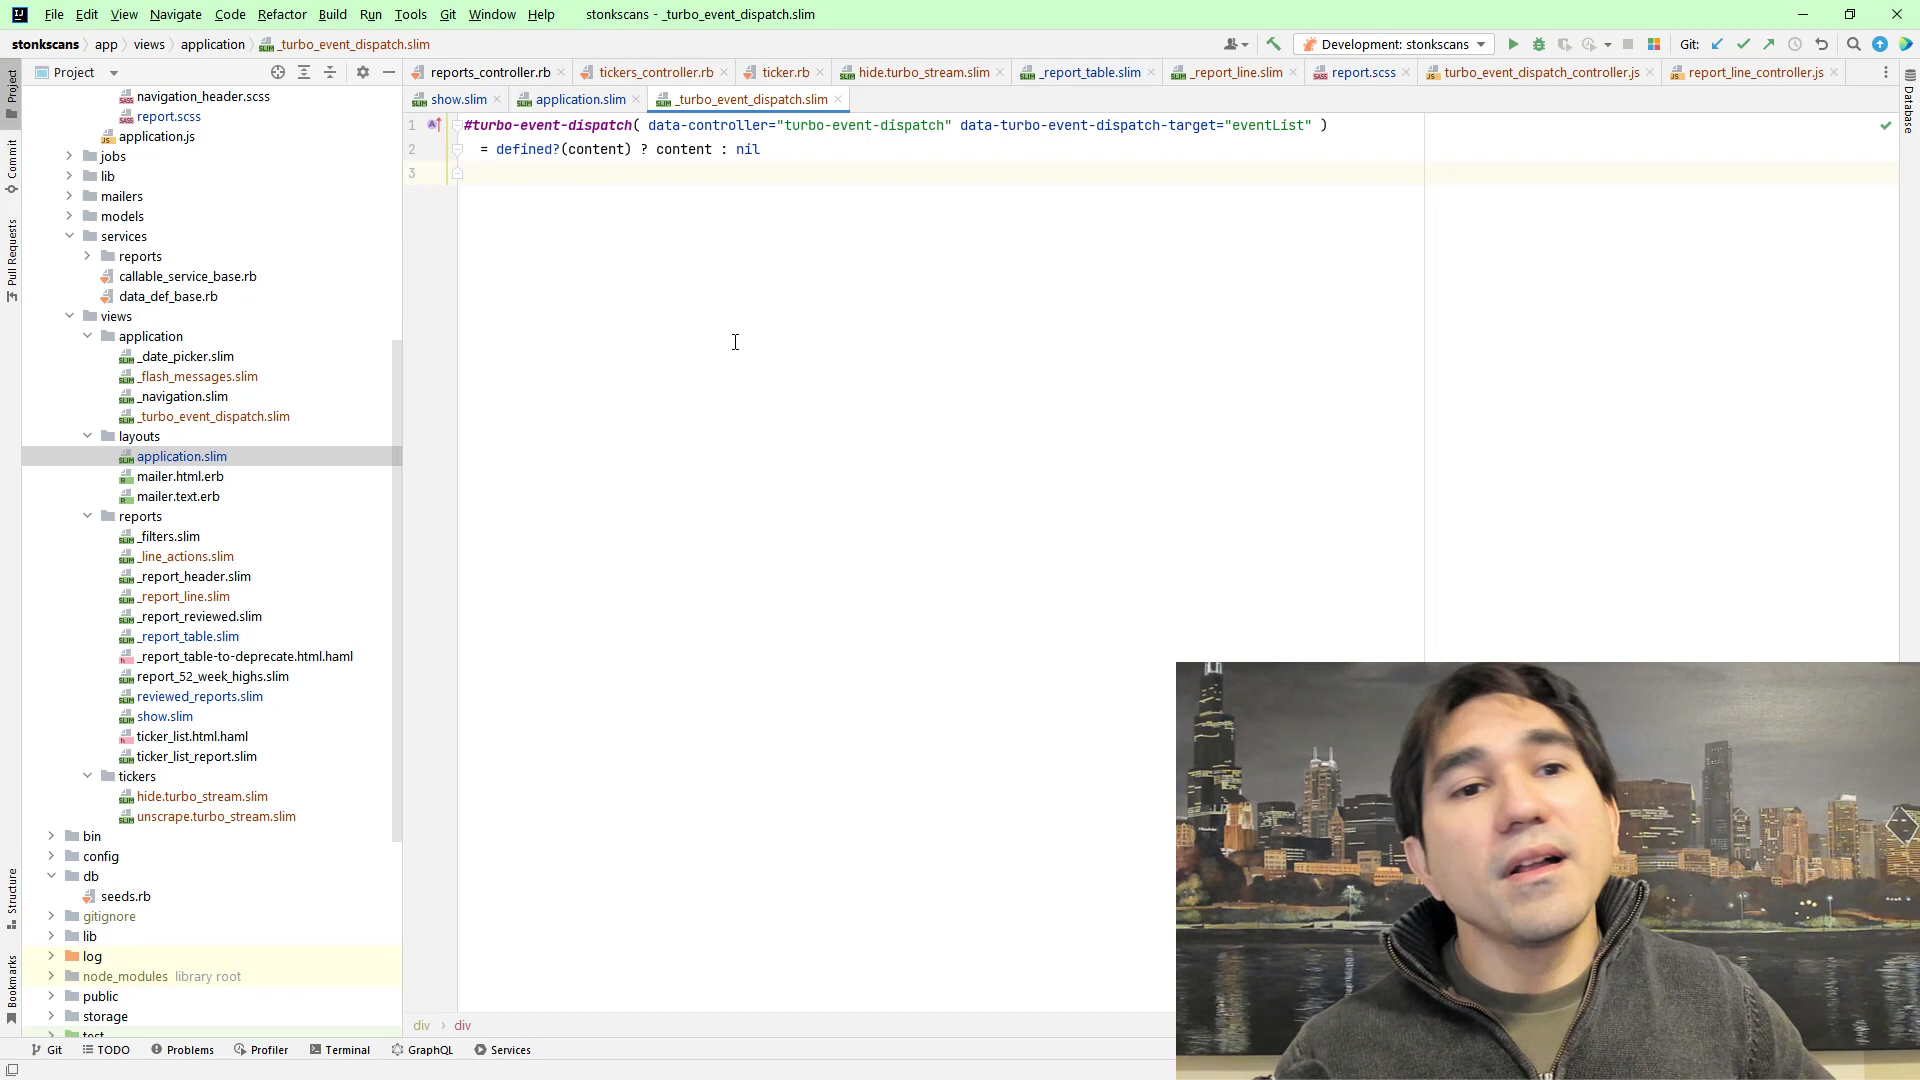 File Edit View Navigate Code Refactor Build Run Tools Git Window Help stonkscans - _turbo_event_dispatch.slim
stonkscans app views application _turbo_event_dispatch.slim Development: stonkscans Git:
Project reports_controller.rb tickers_controller.rb ticker.rb hide.turbo_stream.slim _report_table.slim _report_line.slim report.scss turbo_event_dispatch_controller.js report_line_controller.js
show.slim application.slim _turbo_event_dispatch.slim
1 #turbo-event-dispatch( data-controller="turbo-event-dispatch" data-turbo-event-dispatch-target="eventList" )
2 = defined?(content) ? content : nil
3
navigation_header.scss
report.scss
application.js
jobs
lib
mailers
models
services
reports
callable_service_base.rb
data_def_base.rb
views
application
_date_picker.slim
_flash_messages.slim
_navigation.slim
_turbo_event_dispatch.slim
layouts
application.slim
mailer.html.erb
mailer.text.erb
reports
_filters.slim
_line_actions.slim
_report_header.slim
_report_line.slim
_report_reviewed.slim
_report_table.slim
_report_table-to-deprecate.html.haml
report_52_week_highs.slim
reviewed_reports.slim
show.slim
ticker_list.html.haml
ticker_list_report.slim
tickers
hide.turbo_stream.slim
unscrape.turbo_stream.slim
bin
config
db
seeds.rb
gitignore
lib
log
node_modules library root
public
storage
test
Project
Commit
Pull Requests
Structure
Bookmarks
Database
div div
Git TODO Problems Profiler Terminal GraphQL Services